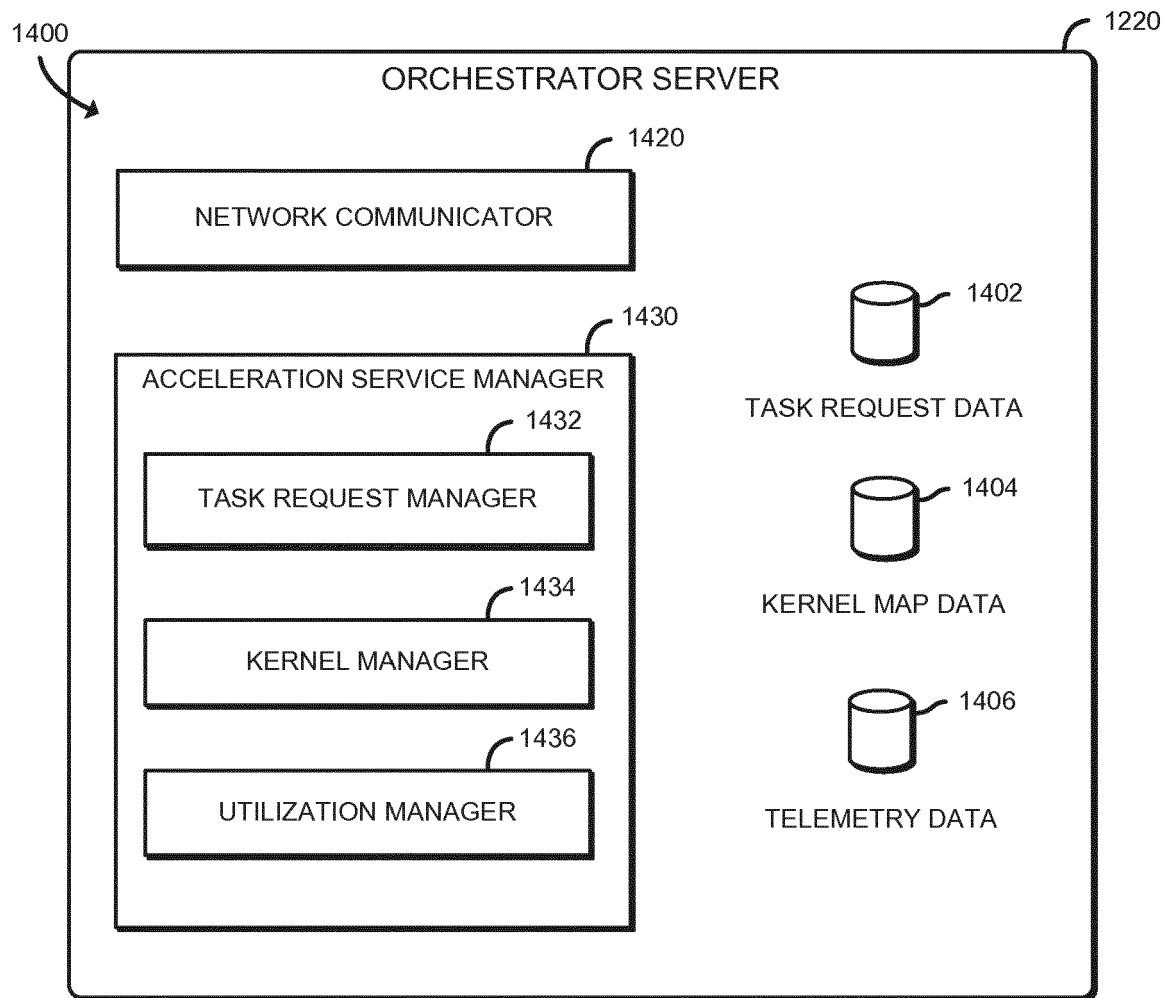 1400
1220
ORCHESTRATOR SERVER
1420
NETWORK COMMUNICATOR
1430
ACCELERATION SERVICE MANAGER
1432
TASK REQUEST MANAGER
1434
KERNEL MANAGER
1436
UTILIZATION MANAGER
1402
TASK REQUEST DATA
1404
KERNEL MAP DATA
1406
TELEMETRY DATA